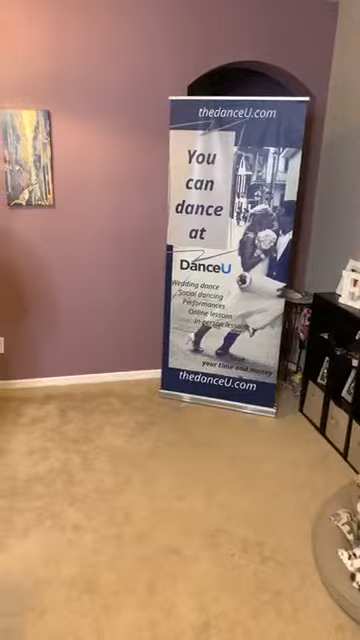 thedanceU.com
You
can
dance
at
DanceU
Wedding dance
Social dancing
Performances
Online lessons
In-person lessons
your time and money
thedanceU.com